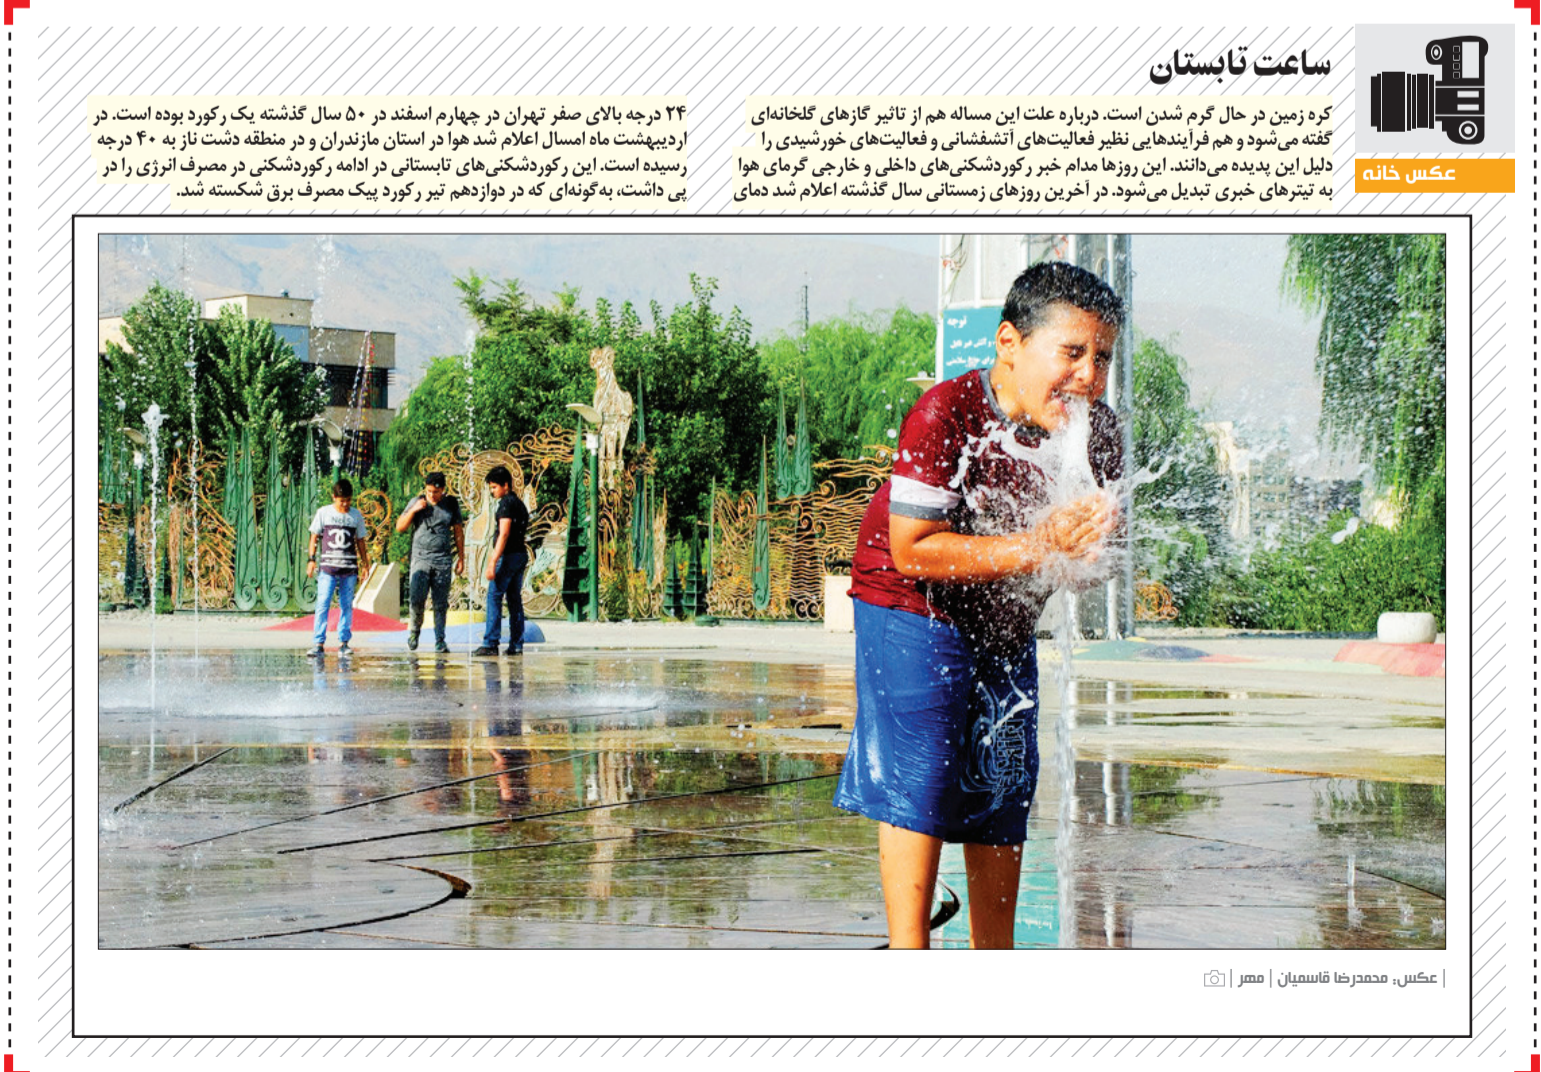 ساعت تابستان
عکس خانه
کره زمین در حال گرم شدن است. درباره علت این مساله هم از تاثیر گازهای گلخانه‌ای
گفته می‌شود و هم فرآیندهایی نظیر فعالیت‌های آتشفشانی و فعالیت‌های خورشیدی را
دلیل این پدیده می‌دانند. این روزها مدام خبر رکوردشکنی‌های داخلی و خارجی گرمای هوا
به تیترهای خبری تبدیل می‌شود. در آخرین روزهای زمستانی سال گذشته اعلام شد دمای
۲۴ درجه بالای صفر تهران در چهارم اسفند در ۵۰ سال گذشته یک رکورد بوده است. در
اردیبهشت ماه امسال اعلام شد هوا در استان مازندران و در منطقه دشت ناز به ۴۰ درجه
رسیده است. این رکوردشکنی‌های تابستانی در ادامه رکوردشکنی در مصرف انرژی را در
پی داشت، به‌گونه‌ای که در دوازدهم تیر رکورد پیک مصرف برق شکسته شد.
توجه
| عکس: محمدرضا قاسمیان | مهر |